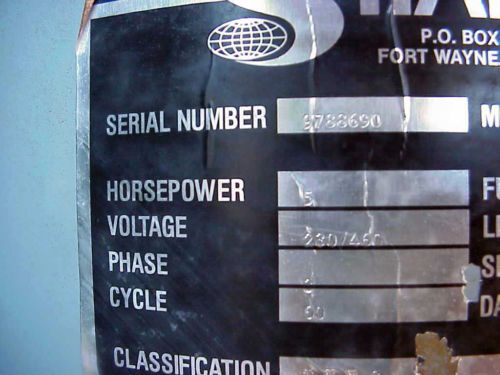 P.O. BOX
FORT WAYNE,
SERIAL NUMBER 9788690
HORSEPOWER 5
VOLTAGE 230/460
PHASE
CYCLE 60
CLASSIFICATION